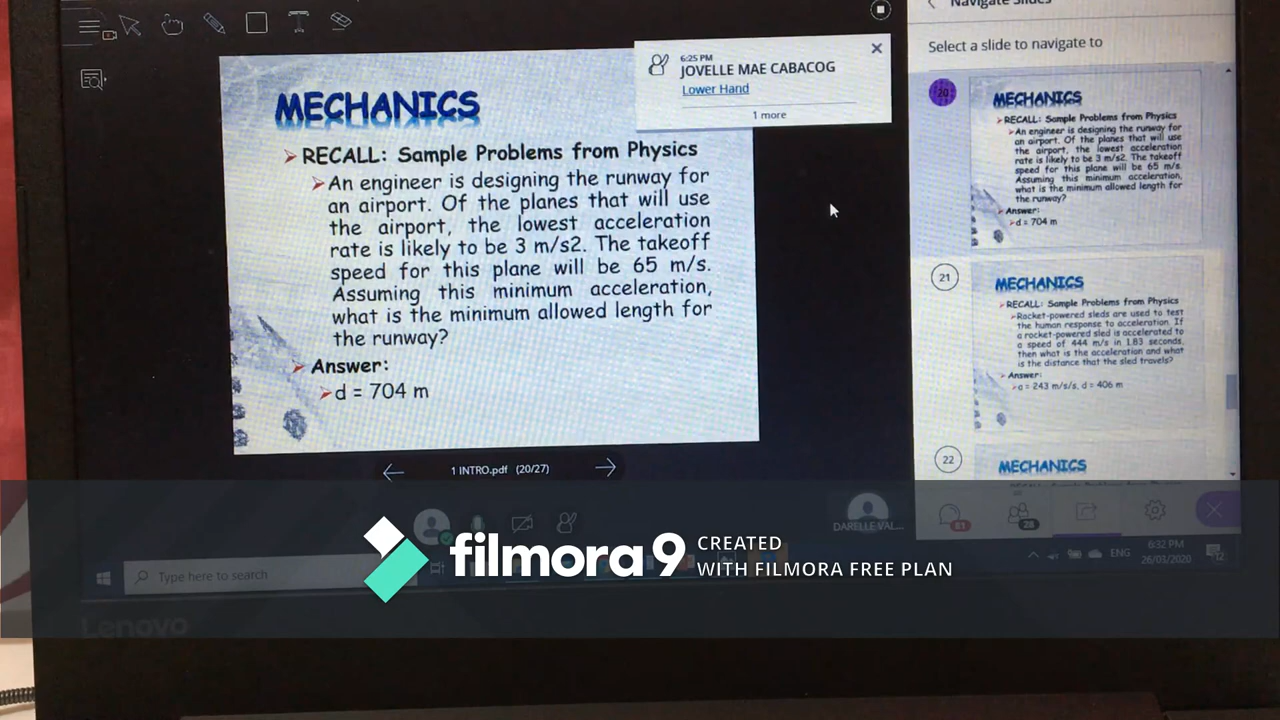 Navigate Slides
Select a slide to navigate to
6:25 PM
JOVELLE MAE CABACOG
Lower Hand
1 more
MECHANICS
RECALL: Sample Problems from Physics
An engineer is designing the runway for
an airport. Of the planes that will use
the airport, the lowest acceleration
rate is likely to be 3 m/s2. The takeoff
speed for this plane will be 65 m/s.
Assuming this minimum acceleration,
what is the minimum allowed length for
the runway?
Answer:
d = 704 m
1 INTRO.pdf (20/27)
20
MECHANICS
RECALL: Sample Problems from Physics
An engineer is designing the runway for
an airport. Of the planes that will use
the airport, the lowest acceleration
rate is likely to be 3 m/s2. The takeoff
speed for this plane will be 65 m/s.
Assuming this minimum acceleration,
what is the minimum allowed length for
the runway?
Answer:
d = 704 m
21
MECHANICS
RECALL: Sample Problems from Physics
Rocket-powered sleds are used to test
the human response to acceleration. If
a rocket-powered sled is accelerated to
a speed of 444 m/s in 1.83 seconds,
then what is the acceleration and what
is the distance that the sled travels?
Answer:
a = 243 m/s/s, d = 406 m
22
MECHANICS
DARELLE VAL...
81
28
Type here to search
ENG
6:32 PM
26/03/2020
12
filmora9
CREATED
WITH FILMORA FREE PLAN
Lenovo